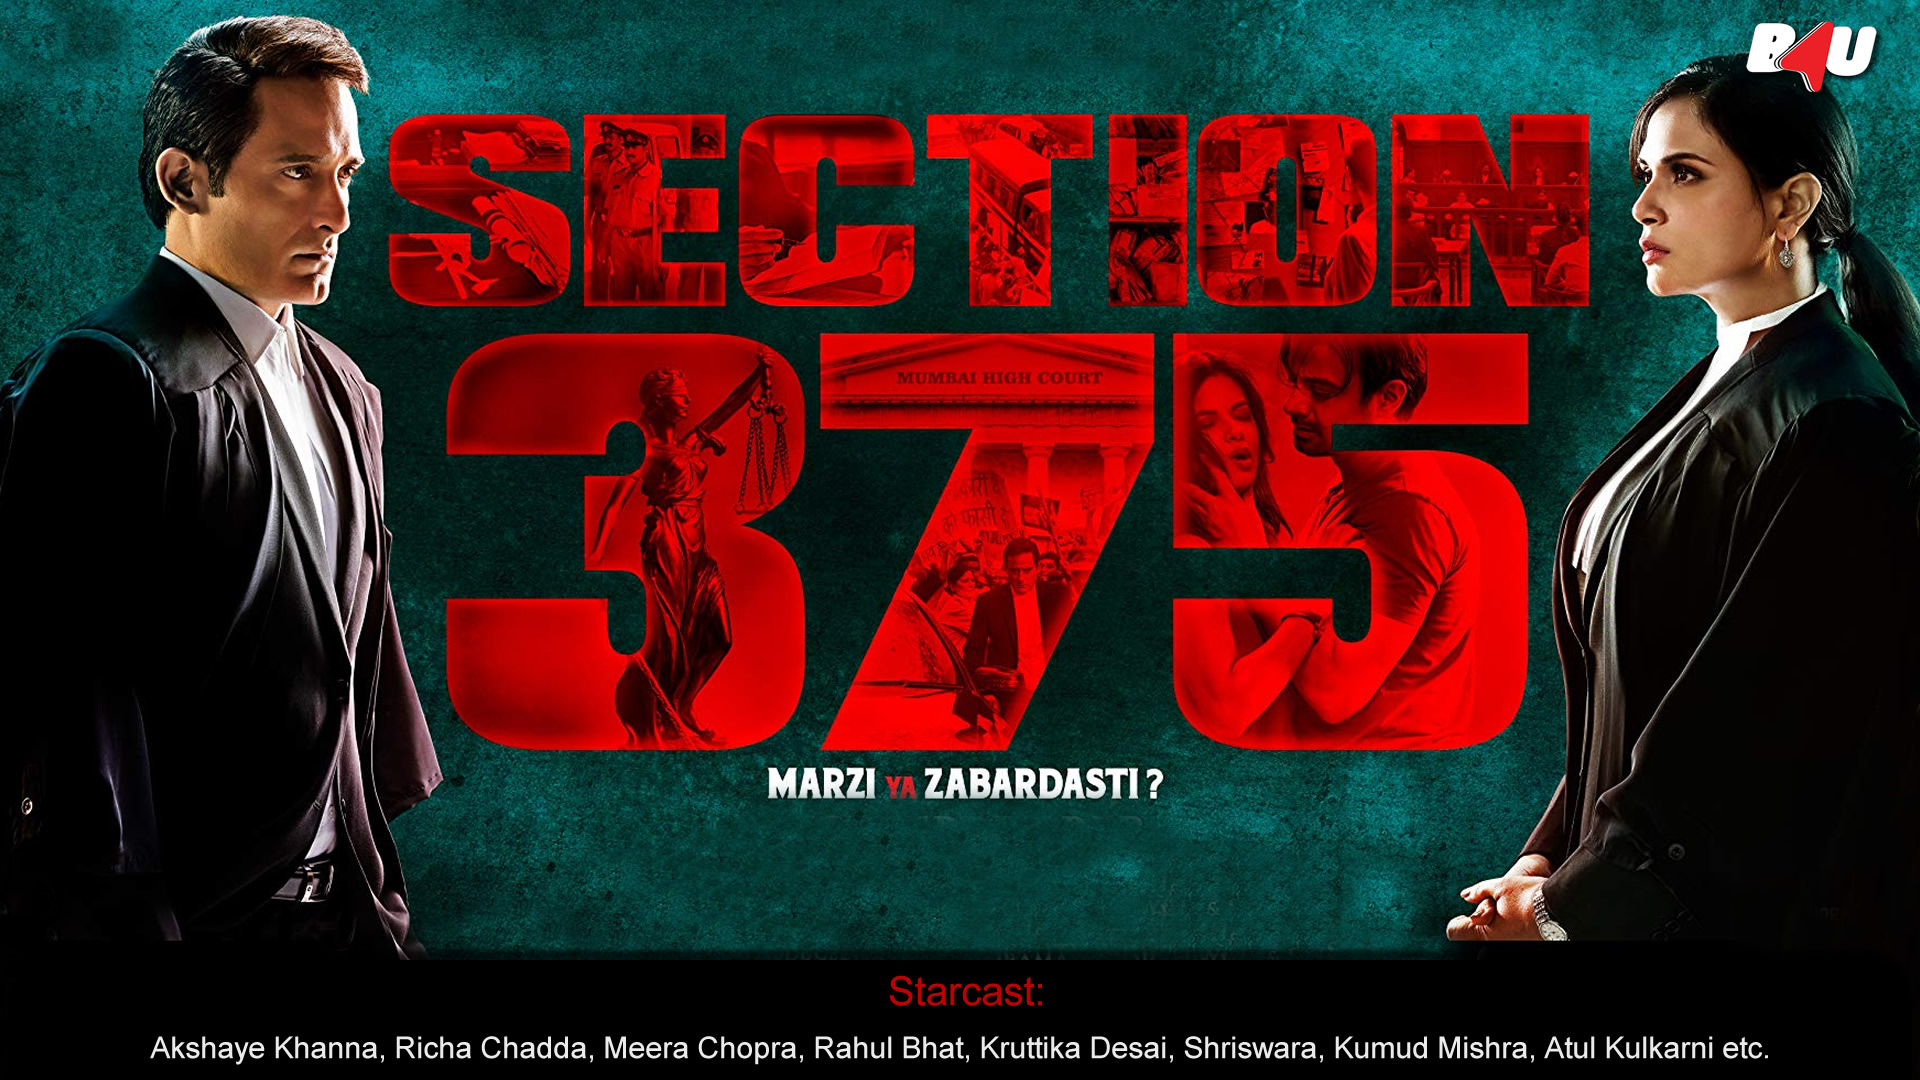 B4U
SECTION
375
MUMBAI HIGH COURT
को फांसी दो
MARZI YA ZABARDASTI ?
Starcast:
Akshaye Khanna, Richa Chadda, Meera Chopra, Rahul Bhat, Kruttika Desai, Shriswara, Kumud Mishra, Atul Kulkarni etc.